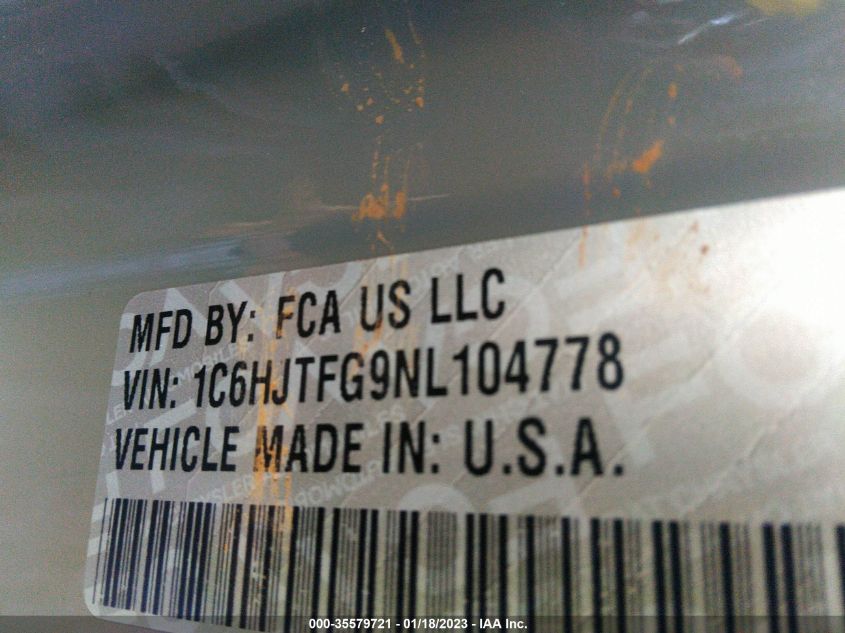 MFD BY: FCA US LLC
VIN: 1C6HJTFG9NL104778
VEHICLE MADE IN: U.S.A.
000-35579721 - 01/18/2023 - IAA Inc.